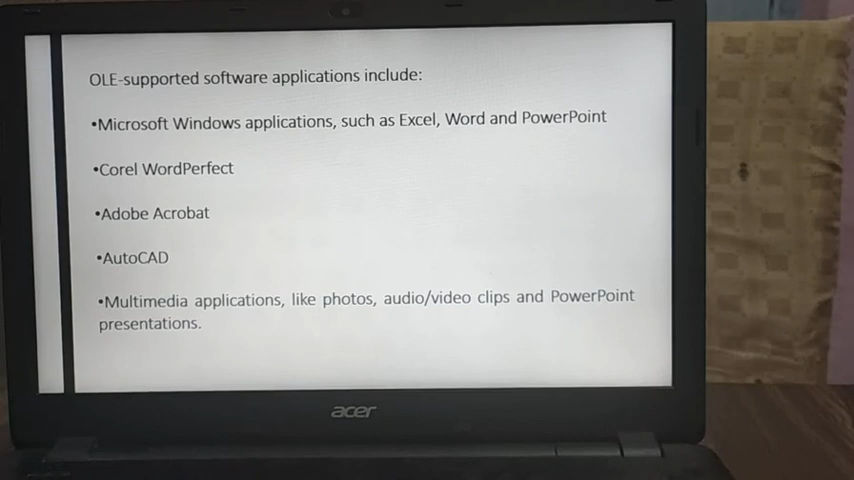 OLE-supported software applications include:
•Microsoft Windows applications, such as Excel, Word and PowerPoint
•Corel WordPerfect
•Adobe Acrobat
•AutoCAD
•Multimedia applications, like photos, audio/video clips and PowerPoint
presentations.
acer